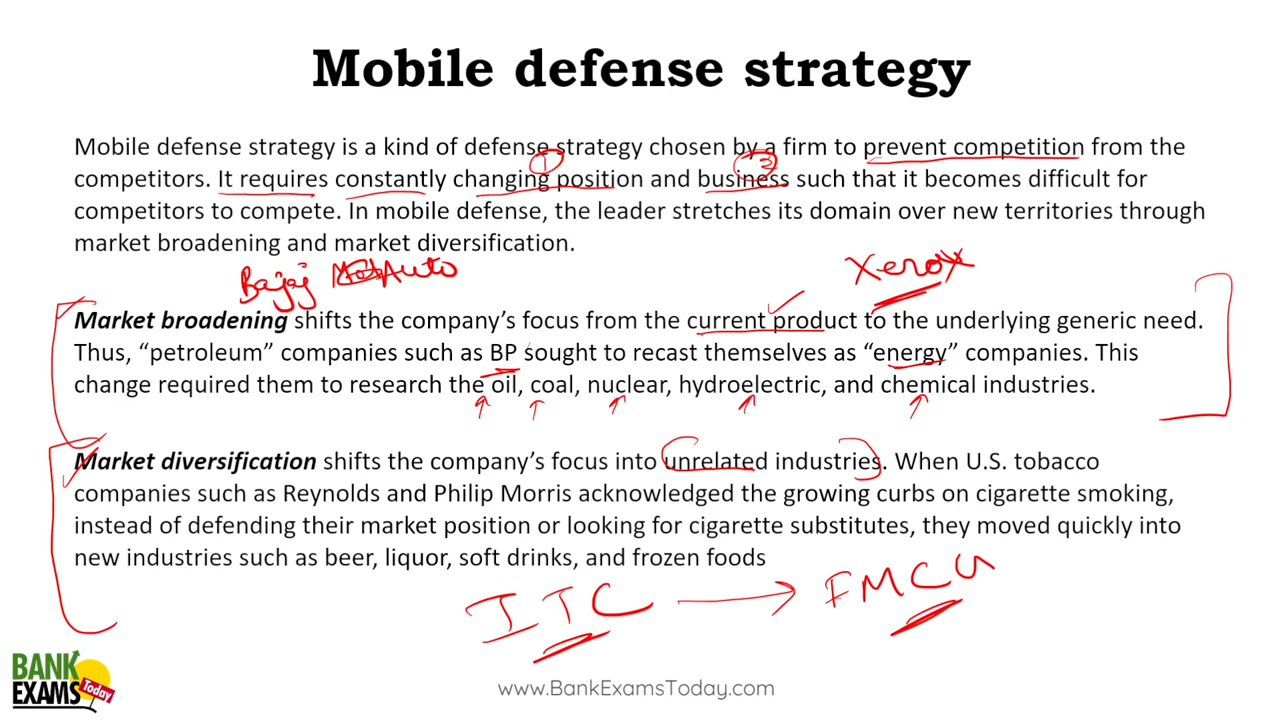 Mobile defense strategy
Mobile defense strategy is a kind of defense strategy chosen by a firm to prevent competition from the
1 2
competitors. It requires constantly changing position and business such that it becomes difficult for
competitors to compete. In mobile defense, the leader stretches its domain over new territories through
market broadening and market diversification.
Bajaj Auto Xerox
Market broadening shifts the company's focus from the current product to the underlying generic need.
Thus, “petroleum” companies such as BP sought to recast themselves as “energy” companies. This
change required them to research the oil, coal, nuclear, hydroelectric, and chemical industries.
Market diversification shifts the company's focus into unrelated industries. When U.S. tobacco
companies such as Reynolds and Philip Morris acknowledged the growing curbs on cigarette smoking,
instead of defending their market position or looking for cigarette substitutes, they moved quickly into
new industries such as beer, liquor, soft drinks, and frozen foods
ITC → FMCG
BANK
EXAMS Today
www.BankExamsToday.com